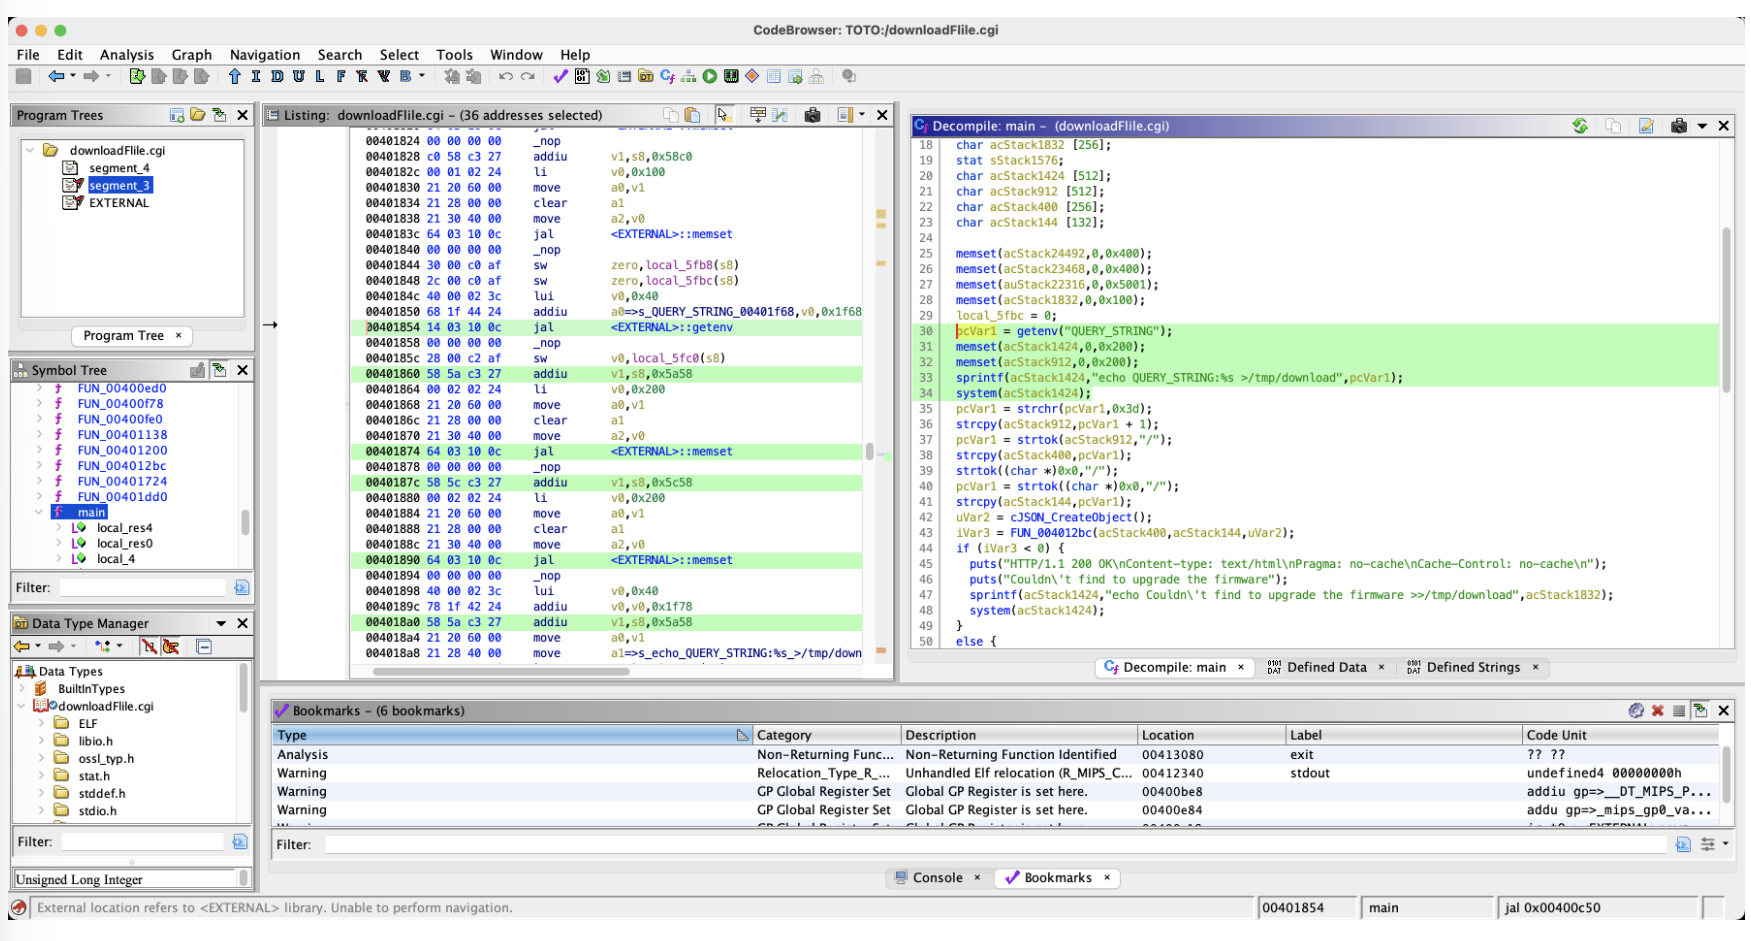 CodeBrowser: TOTO:/downloadFlile.cgi
File Edit Analysis Graph Navigation Search Select Tools Window Help
I D U L F B
Program Trees
downloadFlile.cgi
segment_4
segment_3
EXTERNAL
Program Tree ×
Symbol Tree
FUN_00400ed0
FUN_00400f78
FUN_00400fe0
FUN_00401138
FUN_00401200
FUN_004012bc
FUN_00401724
FUN_00401dd0
main
local_res4
local_res0
local_4
Filter:
Data Type Manager
Data Types
BuiltInTypes
downloadFlile.cgi
ELF
libio.h
ossl_typ.h
stat.h
stddef.h
stdio.h
Filter:
Unsigned Long Integer
Listing: downloadFlile.cgi – (36 addresses selected)
00401824 00 00 00 00 _nop
00401828 c0 58 c3 27 addiu v1,s8,0x58c0
0040182c 00 01 02 24 li v0,0x100
00401830 21 20 60 00 move a0,v1
00401834 21 28 00 00 clear a1
00401838 21 30 40 00 move a2,v0
0040183c 64 03 10 0c jal <EXTERNAL>::memset
00401840 00 00 00 00 _nop
00401844 30 00 c0 af sw zero,local_5fb8(s8)
00401848 2c 00 c0 af sw zero,local_5fbc(s8)
0040184c 40 00 02 3c lui v0,0x40
00401850 68 1f 44 24 addiu a0=>s_QUERY_STRING_00401f68,v0,0x1f68
00401854 14 03 10 0c jal <EXTERNAL>::getenv
00401858 00 00 00 00 _nop
0040185c 28 00 c2 af sw v0,local_5fc0(s8)
00401860 58 5a c3 27 addiu v1,s8,0x5a58
00401864 00 02 02 24 li v0,0x200
00401868 21 20 60 00 move a0,v1
0040186c 21 28 00 00 clear a1
00401870 21 30 40 00 move a2,v0
00401874 64 03 10 0c jal <EXTERNAL>::memset
00401878 00 00 00 00 _nop
0040187c 58 5c c3 27 addiu v1,s8,0x5c58
00401880 00 02 02 24 li v0,0x200
00401884 21 20 60 00 move a0,v1
00401888 21 28 00 00 clear a1
0040188c 21 30 40 00 move a2,v0
00401890 64 03 10 0c jal <EXTERNAL>::memset
00401894 00 00 00 00 _nop
00401898 40 00 02 3c lui v0,0x40
0040189c 78 1f 42 24 addiu v0,v0,0x1f78
004018a0 58 5a c3 27 addiu v1,s8,0x5a58
004018a4 21 20 60 00 move a0,v1
004018a8 21 28 40 00 move a1=>s_echo_QUERY_STRING:%s_>/tmp/down
Decompile: main – (downloadFlile.cgi)
18 char acStack1832 [256];
19 stat sStack1576;
20 char acStack1424 [512];
21 char acStack912 [512];
22 char acStack400 [256];
23 char acStack144 [132];
24
25 memset(acStack24492,0,0x400);
26 memset(acStack23468,0,0x400);
27 memset(auStack22316,0,0x5001);
28 memset(acStack1832,0,0x100);
29 local_5fbc = 0;
30 pcVar1 = getenv("QUERY_STRING");
31 memset(acStack1424,0,0x200);
32 memset(acStack912,0,0x200);
33 sprintf(acStack1424,"echo QUERY_STRING:%s >/tmp/download",pcVar1);
34 system(acStack1424);
35 pcVar1 = strchr(pcVar1,0x3d);
36 strcpy(acStack912,pcVar1 + 1);
37 pcVar1 = strtok(acStack912,"/");
38 strcpy(acStack400,pcVar1);
39 strtok((char *)0x0,"/");
40 pcVar1 = strtok((char *)0x0,"/");
41 strcpy(acStack144,pcVar1);
42 uVar2 = cJSON_CreateObject();
43 iVar3 = FUN_004012bc(acStack400,acStack144,uVar2);
44 if (iVar3 < 0) {
45 puts("HTTP/1.1 200 OK\nContent-type: text/html\nPragma: no-cache\nCache-Control: no-cache\n");
46 puts("Couldn\'t find to upgrade the firmware");
47 sprintf(acStack1424,"echo Couldn\'t find to upgrade the firmware >>/tmp/download",acStack1832);
48 system(acStack1424);
49 }
50 else {
Decompile: main × Defined Data × Defined Strings ×
Bookmarks – (6 bookmarks)
Type Category Description Location Label Code Unit
Analysis Non-Returning Func... Non-Returning Function Identified 00413080 exit ?? ??
Warning Relocation_Type_R_... Unhandled Elf relocation (R_MIPS_C... 00412340 stdout undefined4 00000000h
Warning GP Global Register Set Global GP Register is set here. 00400be8 addiu gp=>__DT_MIPS_P...
Warning GP Global Register Set Global GP Register is set here. 00400e84 addu gp=>_mips_gp0_va...
Filter:
Console × Bookmarks ×
External location refers to <EXTERNAL> library. Unable to perform navigation.
00401854 main jal 0x00400c50